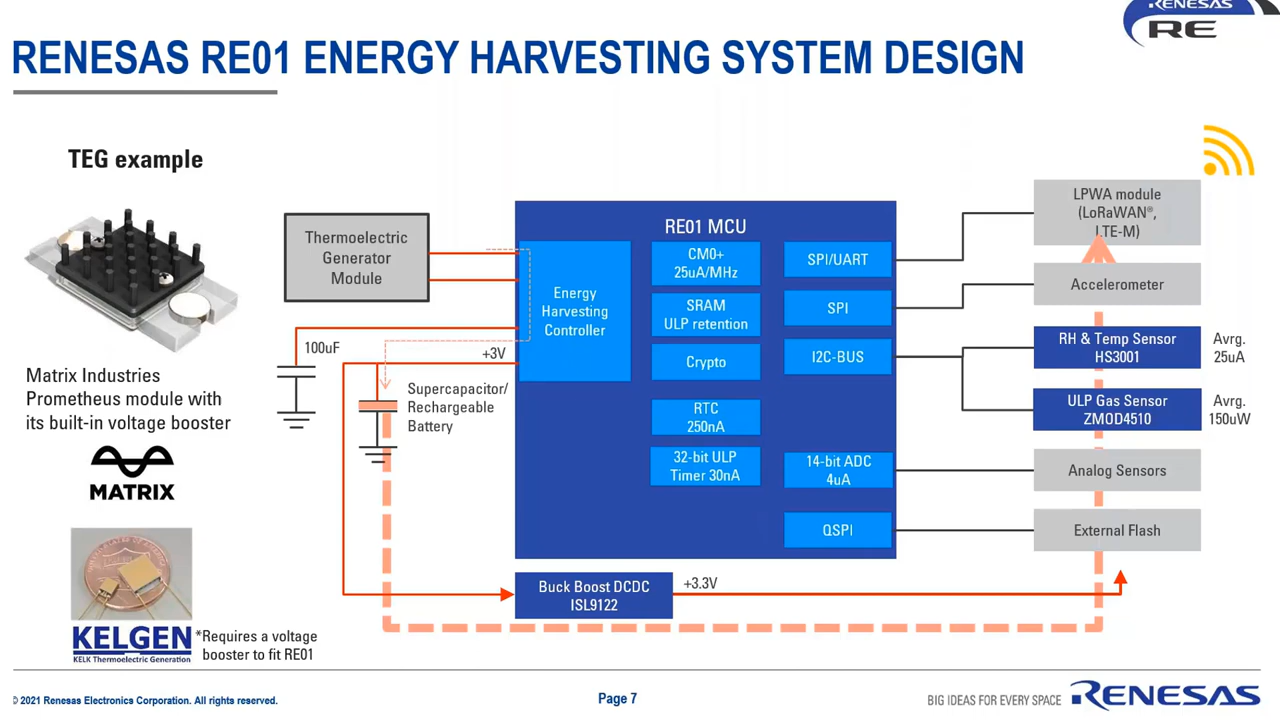 RENESAS
RE
RENESAS RE01 ENERGY HARVESTING SYSTEM DESIGN
TEG example
Matrix Industries
Prometheus module with
its built-in voltage booster
MATRIX
KELGEN
KELK Thermoelectric Generation
*Requires a voltage
booster to fit RE01
Thermoelectric
Generator
Module
100uF
+3V
Supercapacitor/
Rechargeable
Battery
RE01 MCU
Energy
Harvesting
Controller
CM0+
25uA/MHz
SRAM
ULP retention
Crypto
RTC
250nA
32-bit ULP
Timer 30nA
SPI/UART
SPI
I2C-BUS
14-bit ADC
4uA
QSPI
Buck Boost DCDC
ISL9122
+3.3V
LPWA module
(LoRaWAN®,
LTE-M)
Accelerometer
RH & Temp Sensor
HS3001
Avrg.
25uA
ULP Gas Sensor
ZMOD4510
Avrg.
150uW
Analog Sensors
External Flash
© 2021 Renesas Electronics Corporation. All rights reserved.
Page 7
BIG IDEAS FOR EVERY SPACE
RENESAS